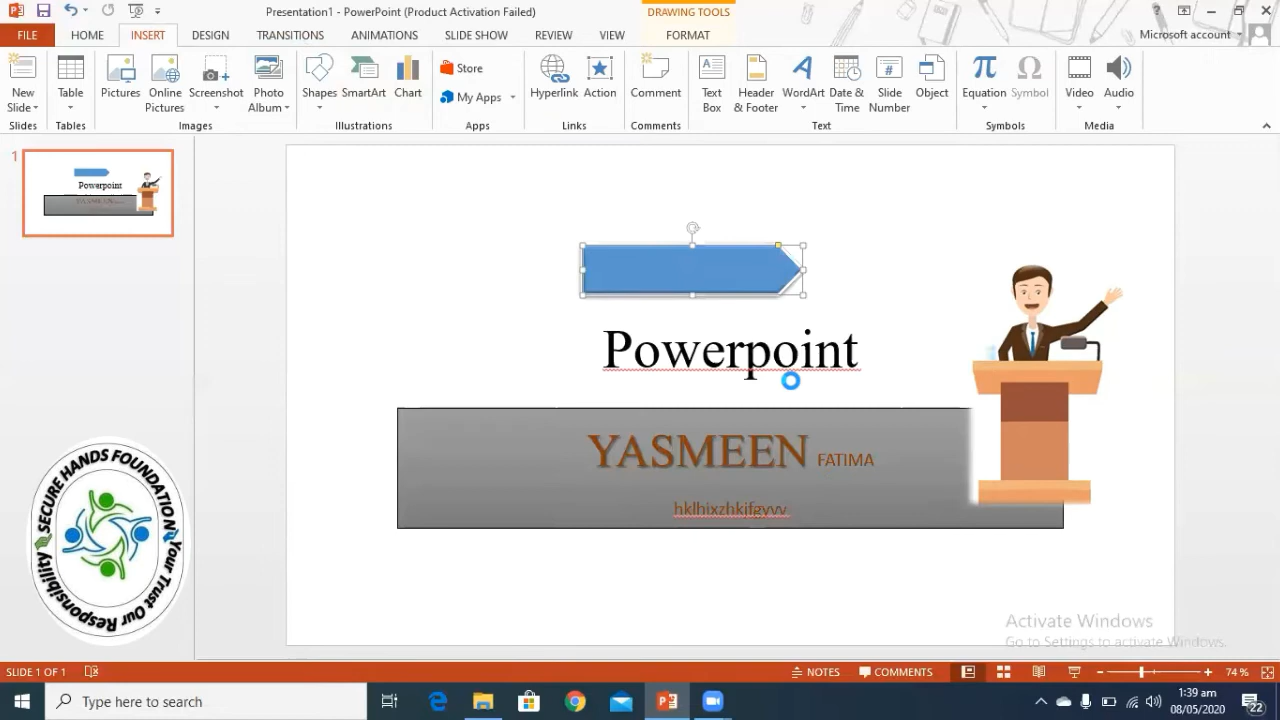 Presentation1 - PowerPoint (Product Activation Failed)
DRAWING TOOLS
FILE HOME INSERT DESIGN TRANSITIONS ANIMATIONS SLIDE SHOW REVIEW VIEW FORMAT
Microsoft account
New Slide
Table
Pictures
Online Pictures
Screenshot
Photo Album
Shapes
SmartArt
Chart
Store
My Apps
Hyperlink
Action
Comment
Text Box
Header & Footer
WordArt
Date & Time
Slide Number
Object
Equation
Symbol
Video
Audio
Slides Tables Images Illustrations Apps Links Comments Text Symbols Media
1
Powerpoint
Powerpoint
YASMEEN FATIMA
hklhixzhkjfgyvv
SECURE HANDS FOUNDATION
Your Trust Our Responsibility
Activate Windows
Go to Settings to activate Windows.
SLIDE 1 OF 1
NOTES
COMMENTS
74 %
Type here to search
1:39 am
08/05/2020
22